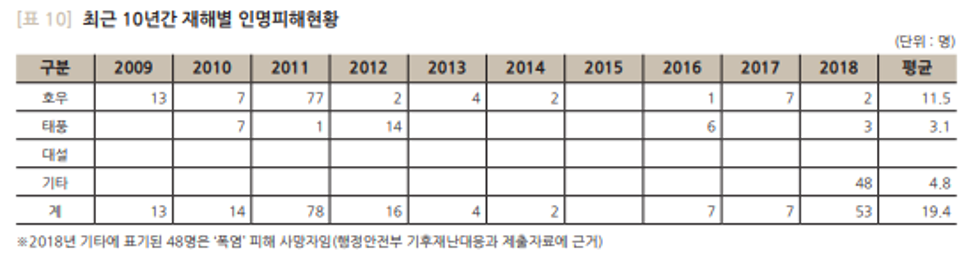 [표 10] 최근 10년간 재해별 인명피해현황
(단위 : 명)
구분 2009 2010 2011 2012 2013 2014 2015 2016 2017 2018 평균
호우 13 7 77 2 4 2 1 7 2 11.5
태풍 7 1 14 6 3 3.1
대설
기타 48 4.8
계 13 14 78 16 4 2 7 7 53 19.4
※2018년 기타에 표기된 48명은 '폭염' 피해 사망자임(행정안전부 기후재난대응과 제출자료에 근거)